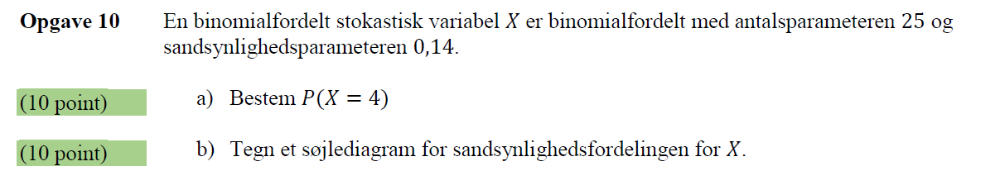 Opgave 10 En binomialfordelt stokastisk variabel X er binomialfordelt med antalsparameteren 25 og
sandsynlighedsparameteren 0,14.
(10 point) a) Bestem P(X = 4)
(10 point) b) Tegn et søjlediagram for sandsynlighedsfordelingen for X.